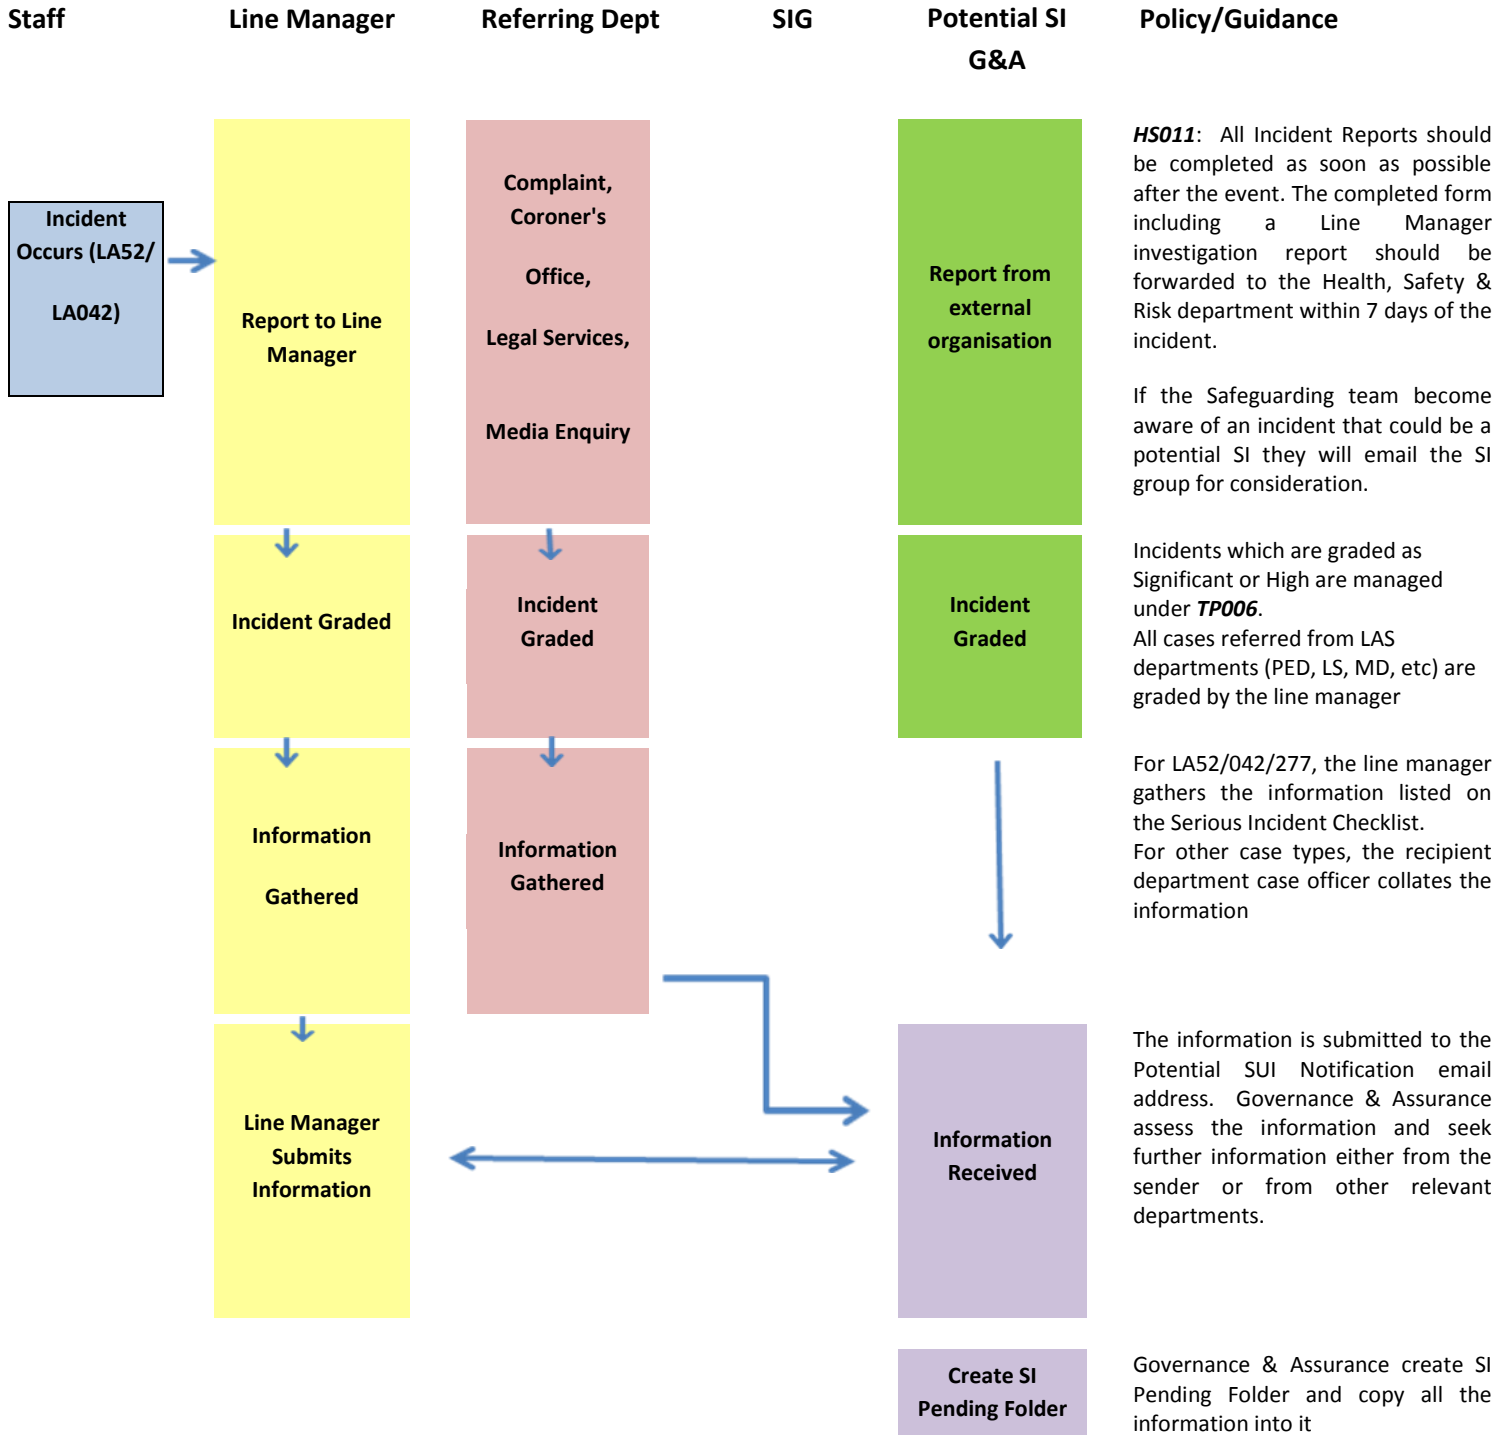 Staff
Line Manager
Referring Dept
SIG
Potential SI
G&A
Policy/Guidance
Incident
Occurs (LA52/
LA042)
Report to Line
Manager
Complaint,
Coroner's
Office,
Legal Services,
Media Enquiry
Report from
external
organisation
HS011: All Incident Reports should
be completed as soon as possible
after the event. The completed form
including a Line Manager
investigation report should be
forwarded to the Health, Safety &
Risk department within 7 days of the
incident.
If the Safeguarding team become
aware of an incident that could be a
potential SI they will email the SI
group for consideration.
Incident Graded
Incident
Graded
Incident
Graded
Incidents which are graded as
Significant or High are managed
under TP006.
All cases referred from LAS
departments (PED, LS, MD, etc) are
graded by the line manager
Information
Gathered
Information
Gathered
For LA52/042/277, the line manager
gathers the information listed on
the Serious Incident Checklist.
For other case types, the recipient
department case officer collates the
information
Line Manager
Submits
Information
Information
Received
The information is submitted to the
Potential SUI Notification email
address. Governance & Assurance
assess the information and seek
further information either from the
sender or from other relevant
departments.
Create SI
Pending Folder
Governance & Assurance create SI
Pending Folder and copy all the
information into it